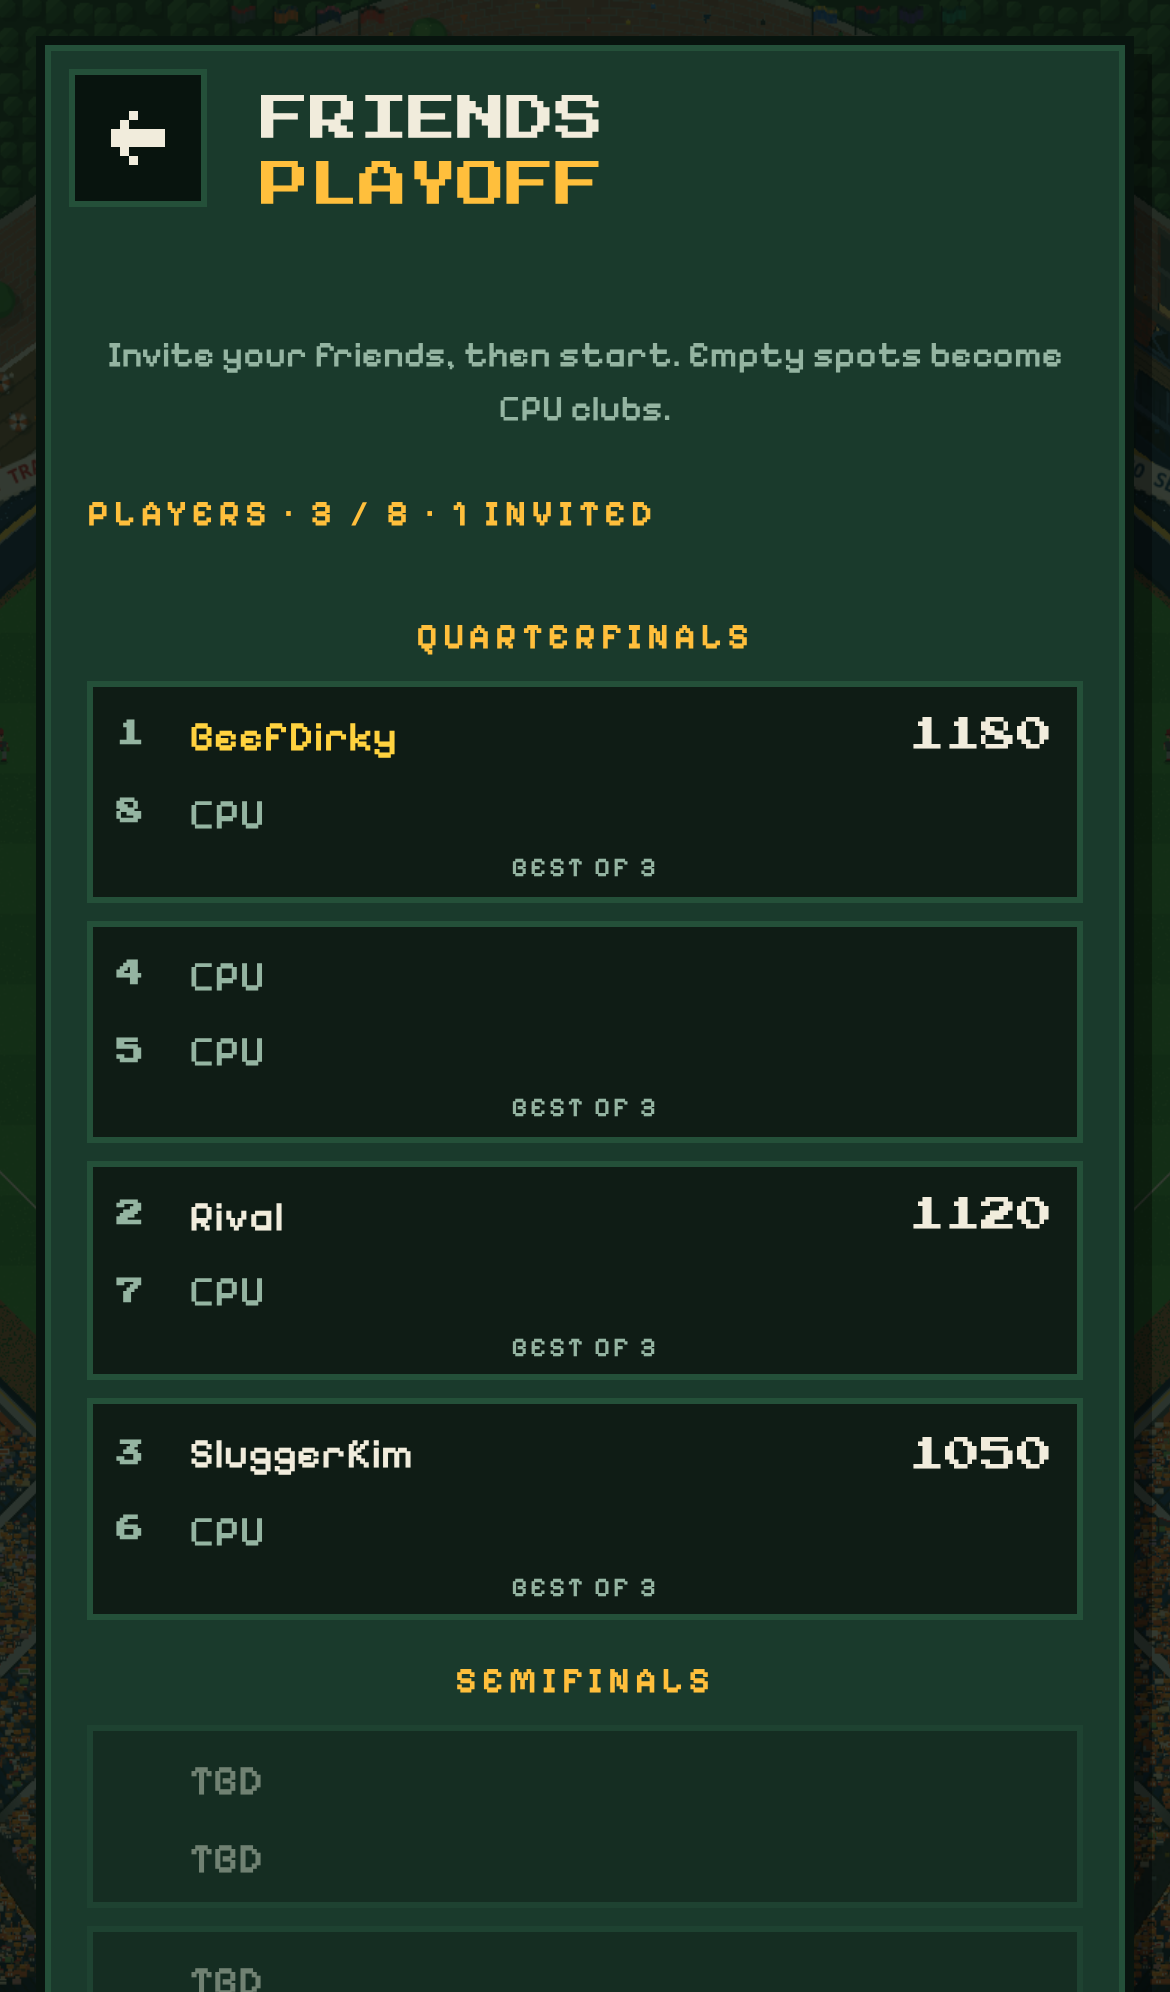 FRIENDS
PLAYOFF
Invite your friends, then start. Empty spots become
CPU clubs.
PLAYERS · 3 / 8 · 1 INVITED
QUARTERFINALS
1 BeefDirky 1180
8 CPU
BEST OF 3
4 CPU
5 CPU
BEST OF 3
2 Rival 1120
7 CPU
BEST OF 3
3 SluggerKim 1050
6 CPU
BEST OF 3
SEMIFINALS
TBD
TBD
TBD